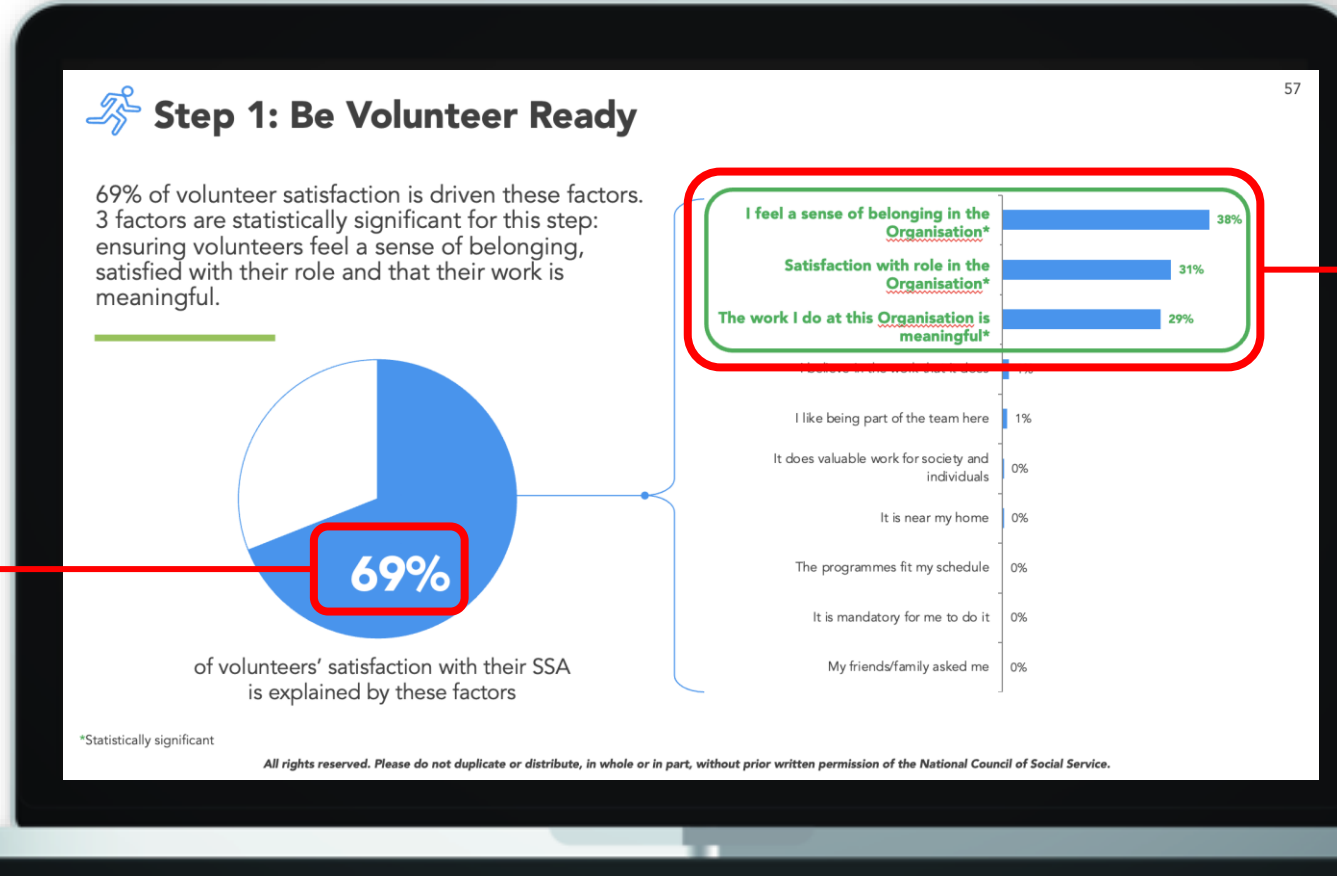 57
Step 1: Be Volunteer Ready
69% of volunteer satisfaction is driven these factors.
3 factors are statistically significant for this step:
ensuring volunteers feel a sense of belonging,
satisfied with their role and that their work is
meaningful.
69%
of volunteers' satisfaction with their SSA
is explained by these factors
I feel a sense of belonging in the
Organisation*
38%
Satisfaction with role in the
Organisation*
31%
The work I do at this Organisation is
meaningful*
29%
I like being part of the team here
1%
It does valuable work for society and
individuals
0%
It is near my home
0%
The programmes fit my schedule
0%
It is mandatory for me to do it
0%
My friends/family asked me
0%
*Statistically significant
All rights reserved. Please do not duplicate or distribute, in whole or in part, without prior written permission of the National Council of Social Service.